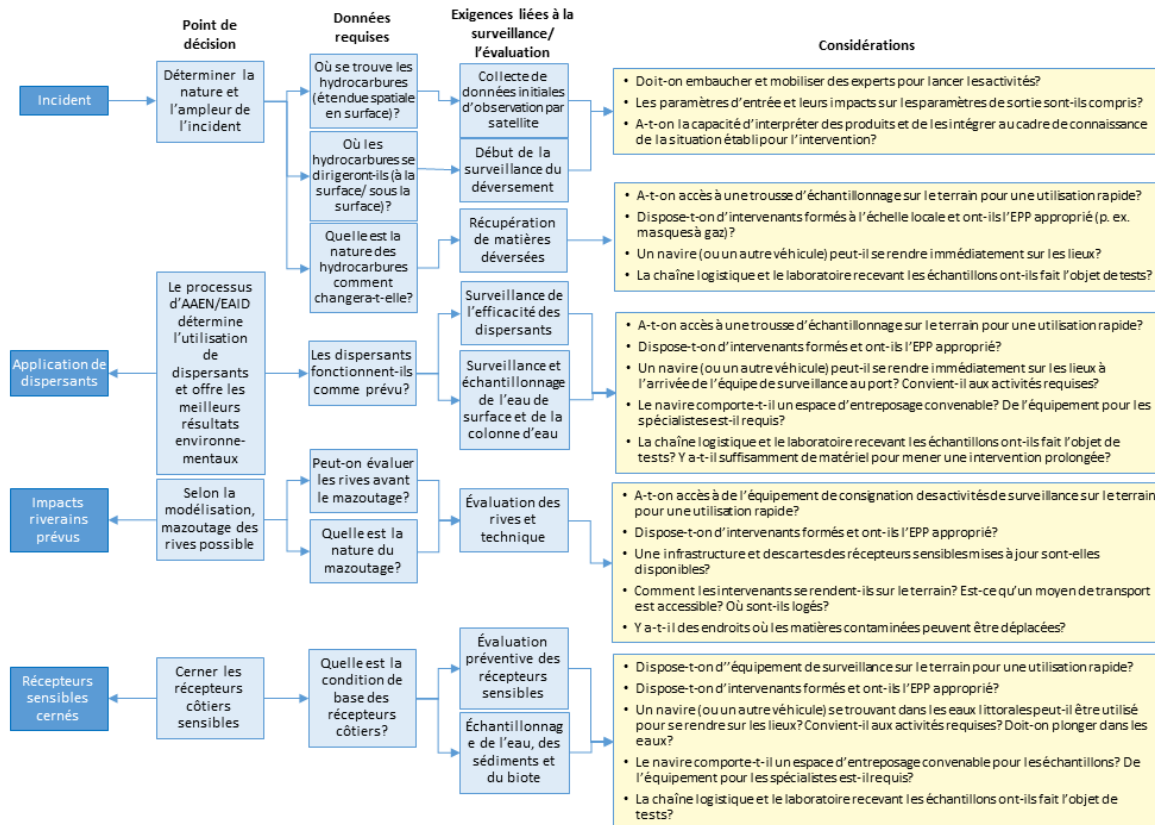 Point de
décision
Données
requises
Exigences liées à la
surveillance/
l'évaluation
Considérations
Incident
Déterminer la
nature et
l'ampleur de
l'incident
Où se trouve les
hydrocarbures
(étendue spatiale
en surface)?
Collecte de
données initiales
d'observation par
satellite
Où les
hydrocarbures se
dirigeront-ils (à la
surface/ sous la
surface)?
Début de la
surveillance du
déversement
Quelle est la
nature des
hydrocarbures
comment
changera-t-elle?
Récupération
de matières
déversées
• Doit-on embaucher et mobiliser des experts pour lancer les activités?
• Les paramètres d'entrée et leurs impacts sur les paramètres de sortie sont-ils compris?
• A-t-on la capacité d'interpréter des produits et de les intégrer au cadre de connaissance
de la situation établi pour l'intervention?
• A-t-on accès à une trousse d'échantillonnage sur le terrain pour une utilisation rapide?
• Dispose-t-on d'intervenants formés à l'échelle locale et ont-ils l'EPP approprié (p. ex.
masques à gaz)?
• Un navire (ou un autre véhicule) peut-il se rendre immédiatement sur les lieux?
• La chaîne logistique et le laboratoire recevant les échantillons ont-ils fait l'objet de tests?
Application de
dispersants
Le processus
d'AAEN/EAID
détermine
l'utilisation de
dispersants
et offre les
meilleurs
résultats
environne-
mentaux
Les dispersants
fonctionnent-ils
comme prévu?
Surveillance de
l'efficacité des
dispersants
Surveillance et
échantillonnage
de l'eau de
surface et de la
colonne d'eau
• A-t-on accès à une trousse d'échantillonnage sur le terrain pour une utilisation rapide?
• Dispose-t-on d'intervenants formés et ont-ils l'EPP approprié?
• Un navire (ou un autre véhicule) peut-il se rendre immédiatement sur les lieux à
l'arrivée de l'équipe de surveillance au port? Convient-il aux activités requises?
• Le navire comporte-t-il un espace d'entreposage convenable? De l'équipement pour les
spécialistes est-il requis?
• La chaîne logistique et le laboratoire recevant les échantillons ont-ils fait l'objet de
tests? Y a-t-il suffisamment de matériel pour mener une intervention prolongée?
Impacts
riverains
prévus
Selon la
modélisation,
mazoutage des
rives possible
Peut-on évaluer
les rives avant
le mazoutage?
Quelle est la
nature du
mazoutage?
Évaluation des
rives et
technique
• A-t-on accès à de l'équipement de consignation des activités de surveillance sur le terrain
pour une utilisation rapide?
• Dispose-t-on d'intervenants formés et ont-ils l'EPP approprié?
• Une infrastructure et des cartes des récepteurs sensibles mises à jour sont-elles
disponibles?
• Comment les intervenants se rendent-ils sur le terrain? Est-ce qu'un moyen de transport
est accessible? Où sont-ils logés?
• Y a-t-il des endroits où les matières contaminées peuvent être déplacées?
Récepteurs
sensibles
cernés
Cerner les
récepteurs
côtiers
sensibles
Quelle est la
condition de
base des
récepteurs
côtiers?
Évaluation
préventive des
récepteurs
sensibles
Échantillonnag
e de l'eau, des
sédiments et
du biote
• Dispose-t-on d''équipement de surveillance sur le terrain pour une utilisation rapide?
• Dispose-t-on d'intervenants formés et ont-ils l'EPP approprié?
• Un navire (ou un autre véhicule) se trouvant dans les eaux littorales peut-il être utilisé
pour se rendre sur les lieux? Convient-il aux activités requises? Doit-on plonger dans les
eaux?
• Le navire comporte-t-il un espace d'entreposage convenable pour les échantillons? De
l'équipement pour les spécialistes est-il requis?
• La chaîne logistique et le laboratoire recevant les échantillons ont-ils fait l'objet de
tests?